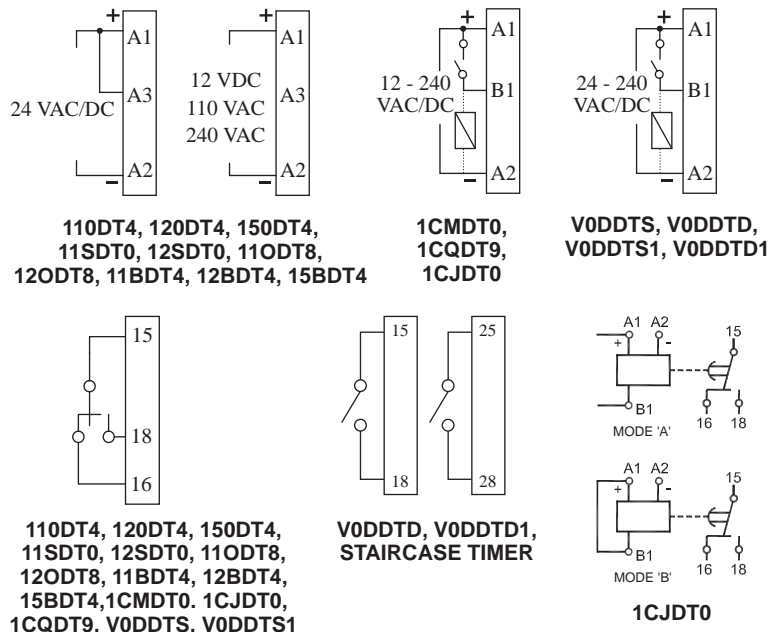 +
A1
A3
24 VAC/DC
A2
–
+
A1
12 VDC
A3
110 VAC
240 VAC
A2
–
+
A1
12 - 240
VAC/DC
B1
A2
–
+
A1
24 - 240
VAC/DC
B1
A2
–
110DT4, 120DT4, 150DT4,
11SDT0, 12SDT0, 11ODT8,
12ODT8, 11BDT4, 12BDT4, 15BDT4
1CMDT0,
1CQDT9,
1CJDT0
V0DDTS, V0DDTD,
V0DDTS1, V0DDTD1
15
18
16
15
18
25
28
A1 A2
+ -
15
B1
16 18
MODE 'A'
A1 A2
+ -
15
B1
16 18
MODE 'B'
110DT4, 120DT4, 150DT4,
11SDT0, 12SDT0, 11ODT8,
12ODT8, 11BDT4, 12BDT4,
15BDT4,1CMDT0. 1CJDT0,
1CQDT9, V0DDTS, V0DDTS1
V0DDTD, V0DDTD1,
STAIRCASE TIMER
1CJDT0